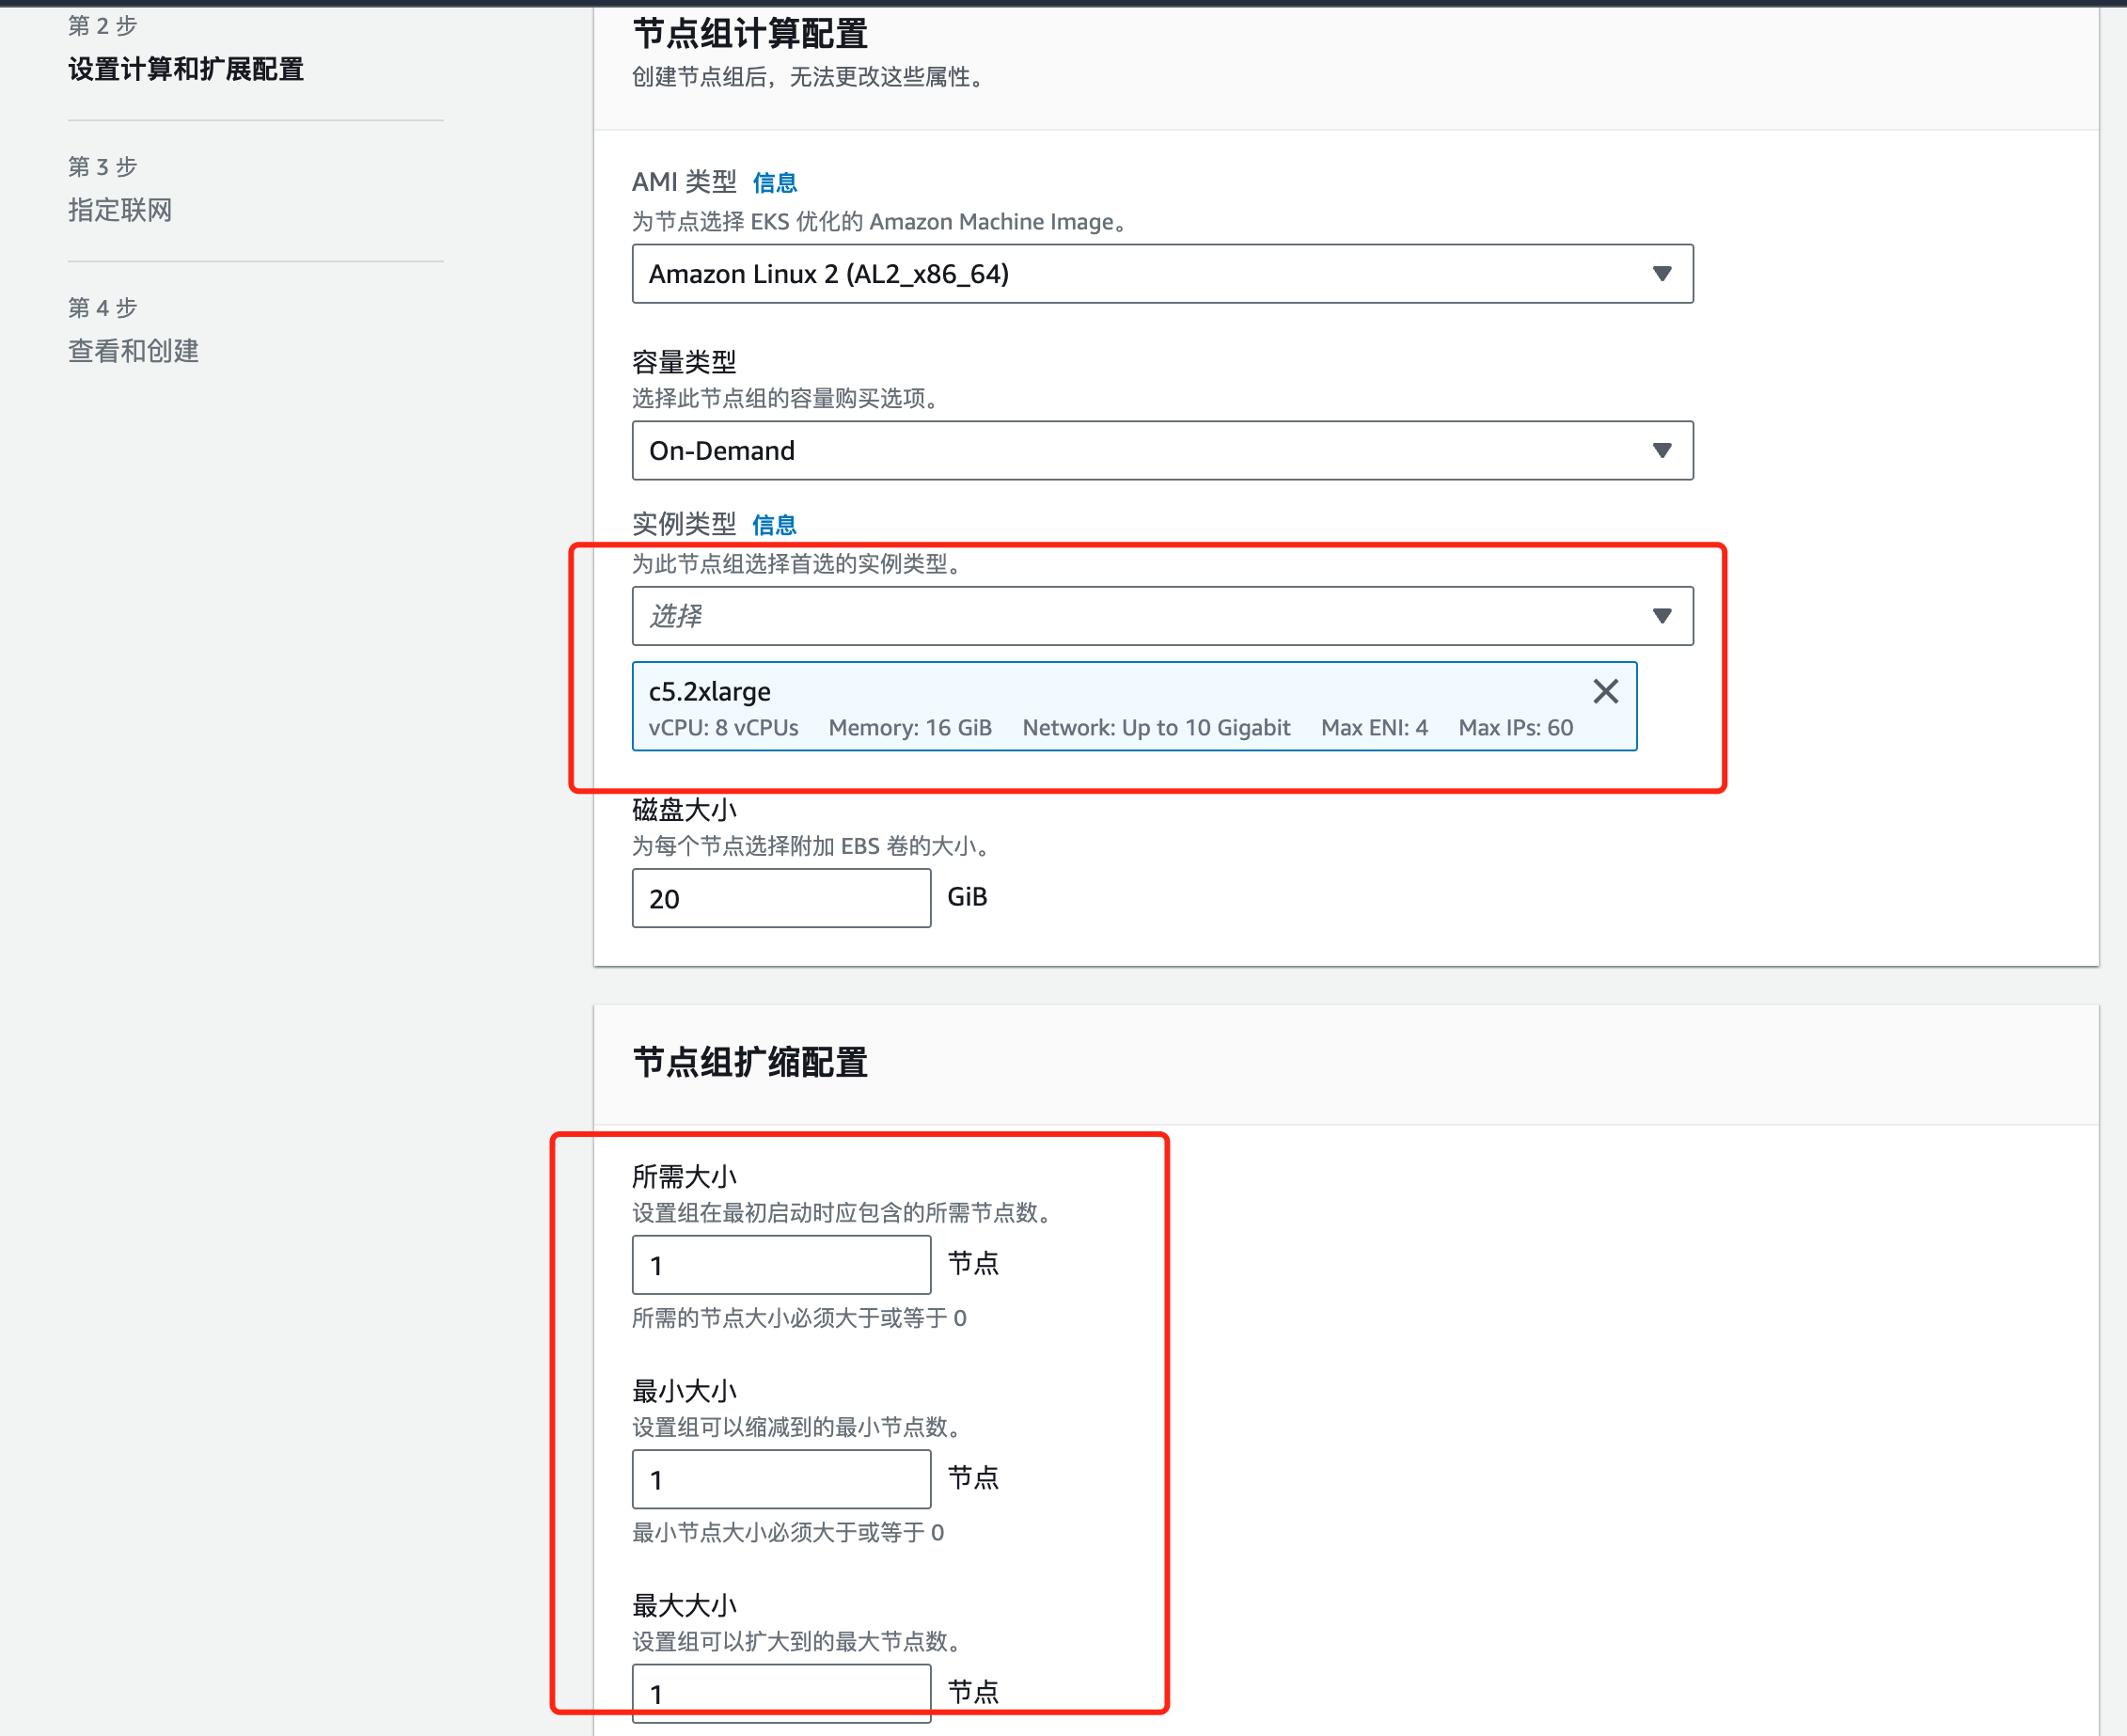 第 2 步
设置计算和扩展配置
第 3 步
指定联网
第 4 步
查看和创建
节点组计算配置
创建节点组后，无法更改这些属性。
AMI 类型 信息
为节点选择 EKS 优化的 Amazon Machine Image。
Amazon Linux 2 (AL2_x86_64)
容量类型
选择此节点组的容量购买选项。
On-Demand
实例类型 信息
为此节点组选择首选的实例类型。
选择
c5.2xlarge
vCPU: 8 vCPUs Memory: 16 GiB Network: Up to 10 Gigabit Max ENI: 4 Max IPs: 60
磁盘大小
为每个节点选择附加 EBS 卷的大小。
20 GiB
节点组扩缩配置
所需大小
设置组在最初启动时应包含的所需节点数。
1 节点
所需的节点大小必须大于或等于 0
最小大小
设置组可以缩减到的最小节点数。
1 节点
最小节点大小必须大于或等于 0
最大大小
设置组可以扩大到的最大节点数。
1 节点